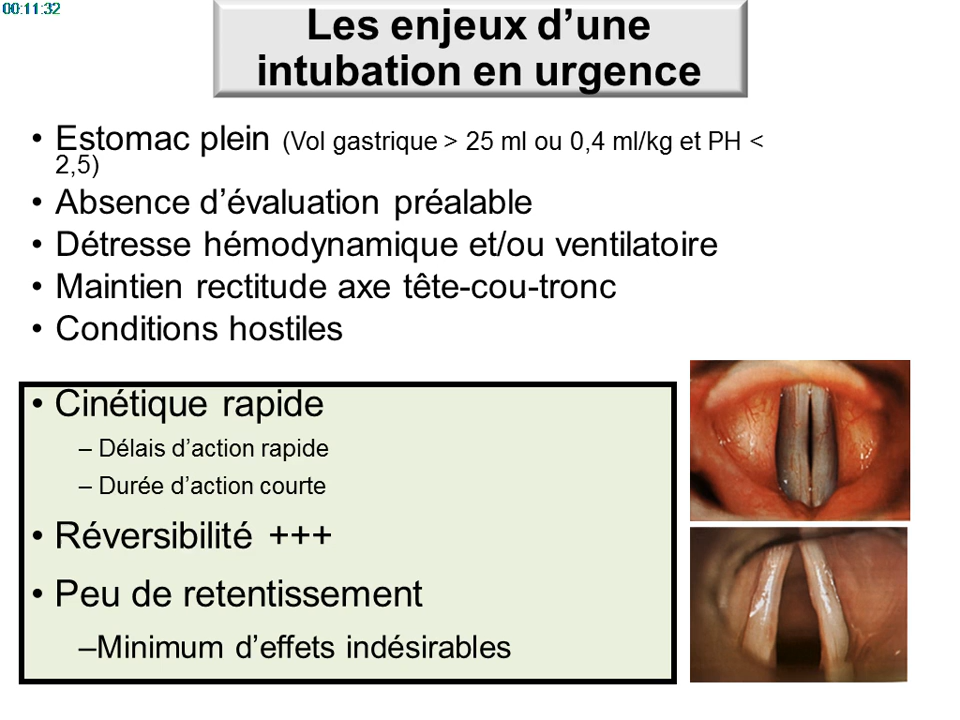 00:11:32
Les enjeux d’une
intubation en urgence
• Estomac plein (Vol gastrique > 25 ml ou 0,4 ml/kg et PH <
2,5)
• Absence d’évaluation préalable
• Détresse hémodynamique et/ou ventilatoire
• Maintien rectitude axe tête-cou-tronc
• Conditions hostiles
• Cinétique rapide
– Délais d’action rapide
– Durée d’action courte
• Réversibilité +++
• Peu de retentissement
–Minimum d’effets indésirables